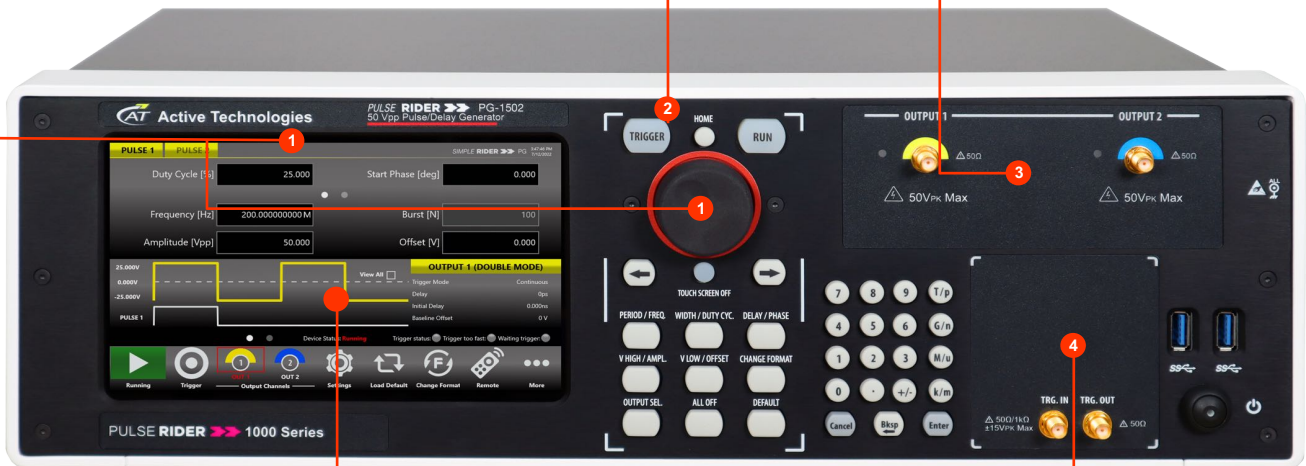 AT Active Technologies
PULSE RIDER PG-1502
50 Vpp Pulse/Delay Generator
1
PULSE 1
SIMPLE RIDER PG
Duty Cycle [%]
25.000
Start Phase [deg]
0.000
Frequency [Hz]
200.000000000 M
Burst [N]
100
Amplitude [Vpp]
50.000
Offset [V]
0.000
25.000V
0.000V
-25.000V
PULSE 1
View All
OUTPUT 1 (DOUBLE MODE)
Trigger Mode Continuous
Delay 0ps
Initial Delay 0.000ns
Baseline Offset 0 V
Device Status: Running Trigger status: Trigger too fast: Waiting trigger:
1
2
Running
Trigger
OUT 2
Output Channels
Settings
Load Default
Change Format
F
Remote
More
PULSE RIDER 1000 Series
2
TRIGGER
HOME
RUN
1
TOUCH SCREEN OFF
PERIOD / FREQ.
WIDTH / DUTY CYC.
DELAY / PHASE
V HIGH / AMPL.
V LOW / OFFSET
CHANGE FORMAT
OUTPUT SEL.
ALL OFF
DEFAULT
7 8 9 T/p
4 5 6 G/n
1 2 3 M/u
0 · +/- k/m
Cancel Bksp Enter
OUTPUT 1
50Ω
3
50VPK Max
OUTPUT 2
50Ω
50VPK Max
ALL
4
TRG. IN
TRG. OUT
50Ω/1kΩ
±15VPK Max
50Ω
SS
SS